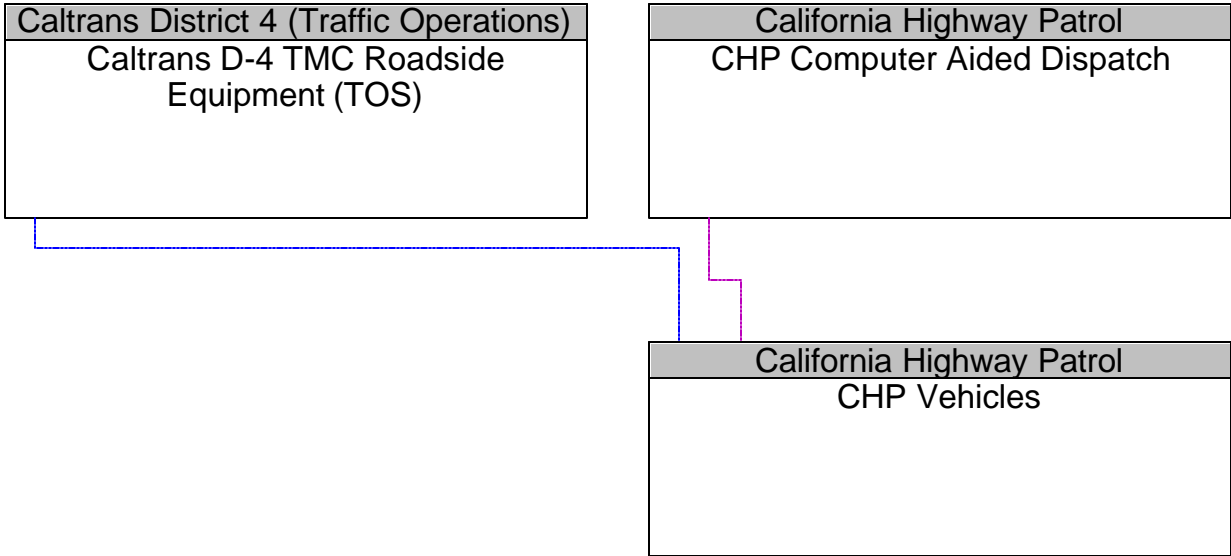 Caltrans District 4 (Traffic Operations)
Caltrans D-4 TMC Roadside
Equipment (TOS)
California Highway Patrol
CHP Computer Aided Dispatch
California Highway Patrol
CHP Vehicles